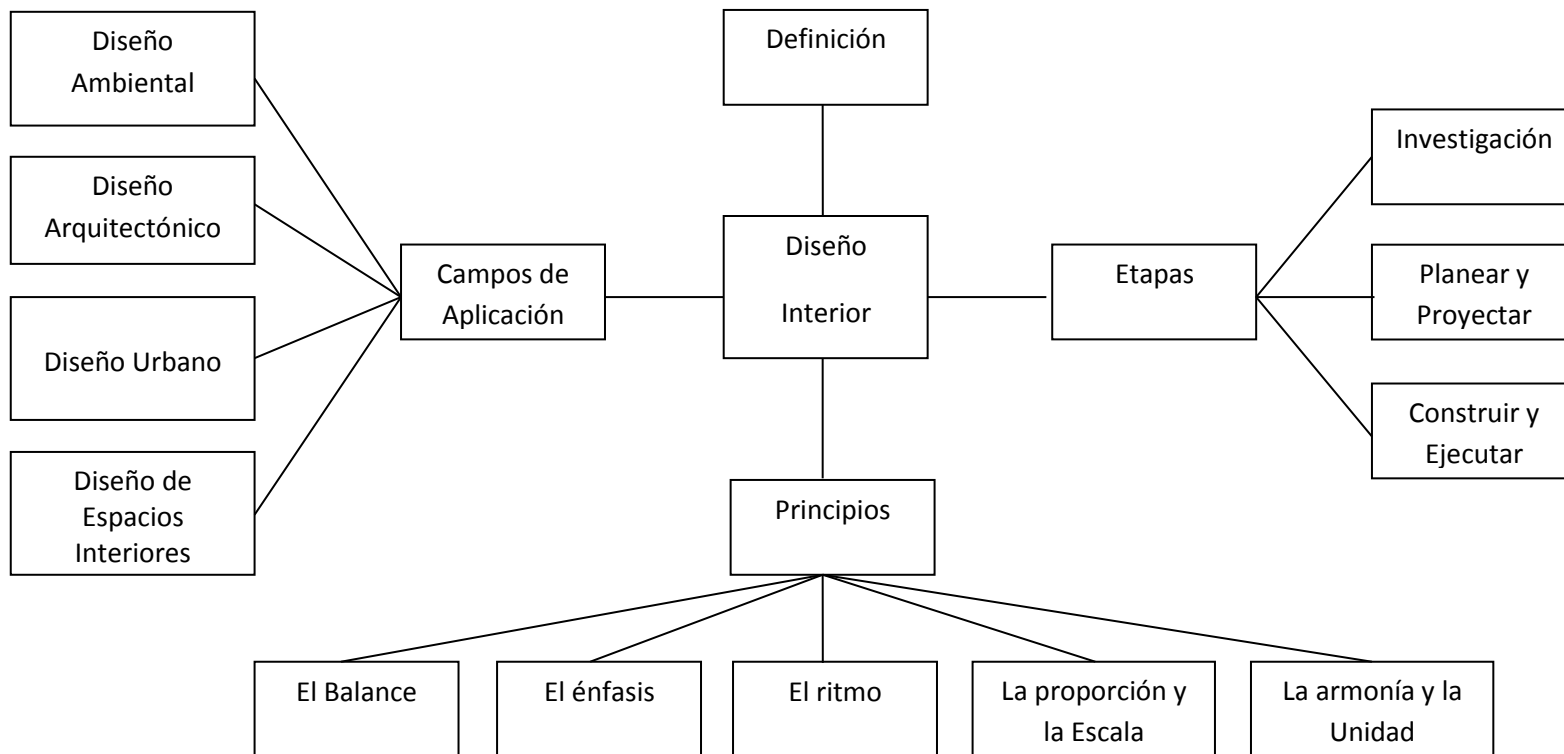 Diseño
Ambiental
Diseño
Arquitectónico
Diseño Urbano
Diseño de
Espacios
Interiores
Campos de
Aplicación
Definición
Diseño
Interior
Etapas
Investigación
Planear y
Proyectar
Construir y
Ejecutar
Principios
El Balance
El énfasis
El ritmo
La proporción y
la Escala
La armonía y la
Unidad